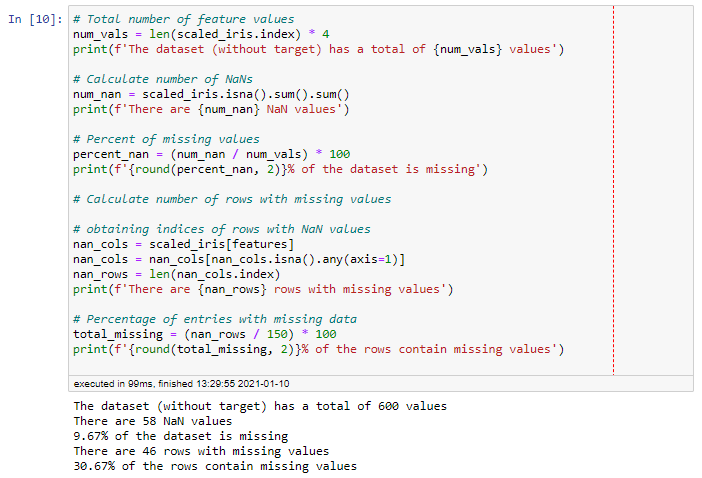 In [10]:
# Total number of feature values
num_vals = len(scaled_iris.index) * 4
print(f'The dataset (without target) has a total of {num_vals} values')
# Calculate number of NaNs
num_nan = scaled_iris.isna().sum().sum()
print(f'There are {num_nan} NaN values')
# Percent of missing values
percent_nan = (num_nan / num_vals) * 100
print(f'{round(percent_nan, 2)}% of the dataset is missing')
# Calculate number of rows with missing values
# obtaining indices of rows with NaN values
nan_cols = scaled_iris[features]
nan_cols = nan_cols[nan_cols.isna().any(axis=1)]
nan_rows = len(nan_cols.index)
print(f'There are {nan_rows} rows with missing values')
# Percentage of entries with missing data
total_missing = (nan_rows / 150) * 100
print(f'{round(total_missing, 2)}% of the rows contain missing values')
executed in 99ms, finished 13:29:55 2021-01-10
The dataset (without target) has a total of 600 values
There are 58 NaN values
9.67% of the dataset is missing
There are 46 rows with missing values
30.67% of the rows contain missing values